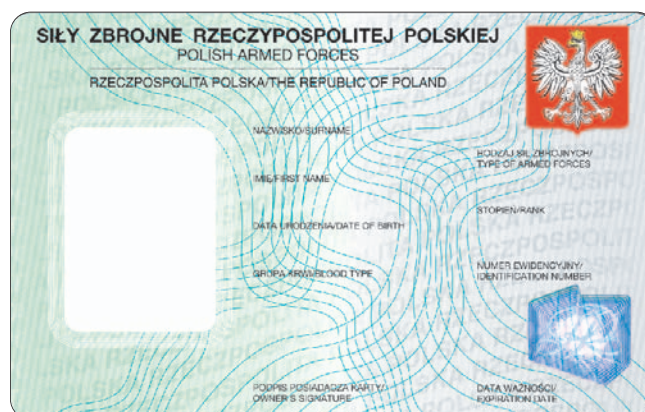 SIŁY ZBROJNE RZECZYPOSPOLITEJ POLSKIEJ
POLISH ARMED FORCES
RZECZPOSPOLITA POLSKA/THE REPUBLIC OF POLAND
NAZWISKO/SURNAME
IMIĘ/FIRST NAME
DATA URODZENIA/DATE OF BIRTH
GRUPA KRWI/BLOOD TYPE
PODPIS POSIADACZA KARTY/
OWNER'S SIGNATURE
RODZAJ SIŁ ZBROJNYCH/
TYPE OF ARMED FORCES
STOPIEŃ/RANK
NUMER EWIDENCYJNY/
IDENTIFICATION NUMBER
DATA WAŻNOŚCI/
EXPIRATION DATE